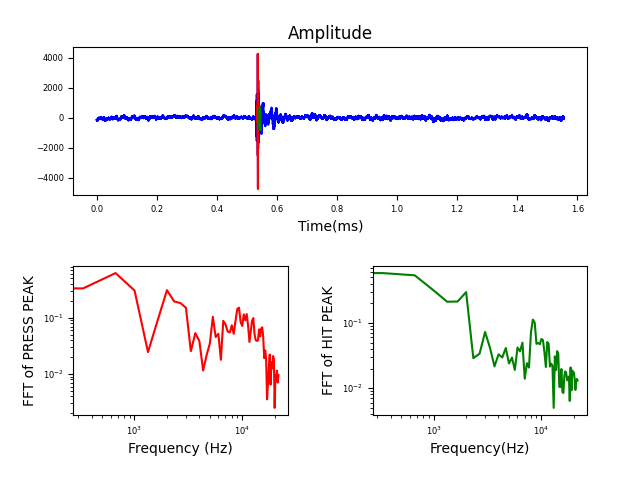 Amplitude
4000
2000
0
−2000
−4000
0.0 0.2 0.4 0.6 0.8 1.0 1.2 1.4 1.6
Time(ms)
FFT of PRESS PEAK
10⁻¹
10⁻²
10³ 10⁴
Frequency (Hz)
FFT of HIT PEAK
10⁻¹
10⁻²
10³ 10⁴
Frequency(Hz)